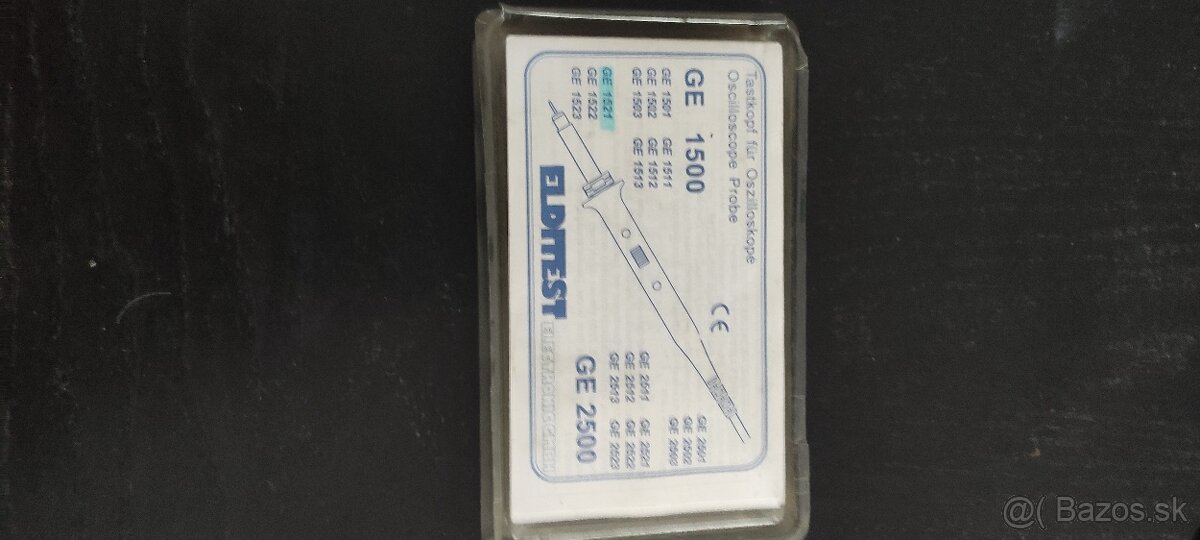 Tastkopf für Oszilloskope
Oscilloscope Probe
GE 1500
GE 1501 GE 1511
GE 1502 GE 1512
GE 1503 GE 1513
GE 1521
GE 1522
GE 1523
CE
GE 2501
GE 2502
GE 2503
GE 2511 GE 2521
GE 2512 GE 2522
GE 2513 GE 2523
GE 2500
ELDITEST
ELECTRONIC GMBH
@( Bazos.sk